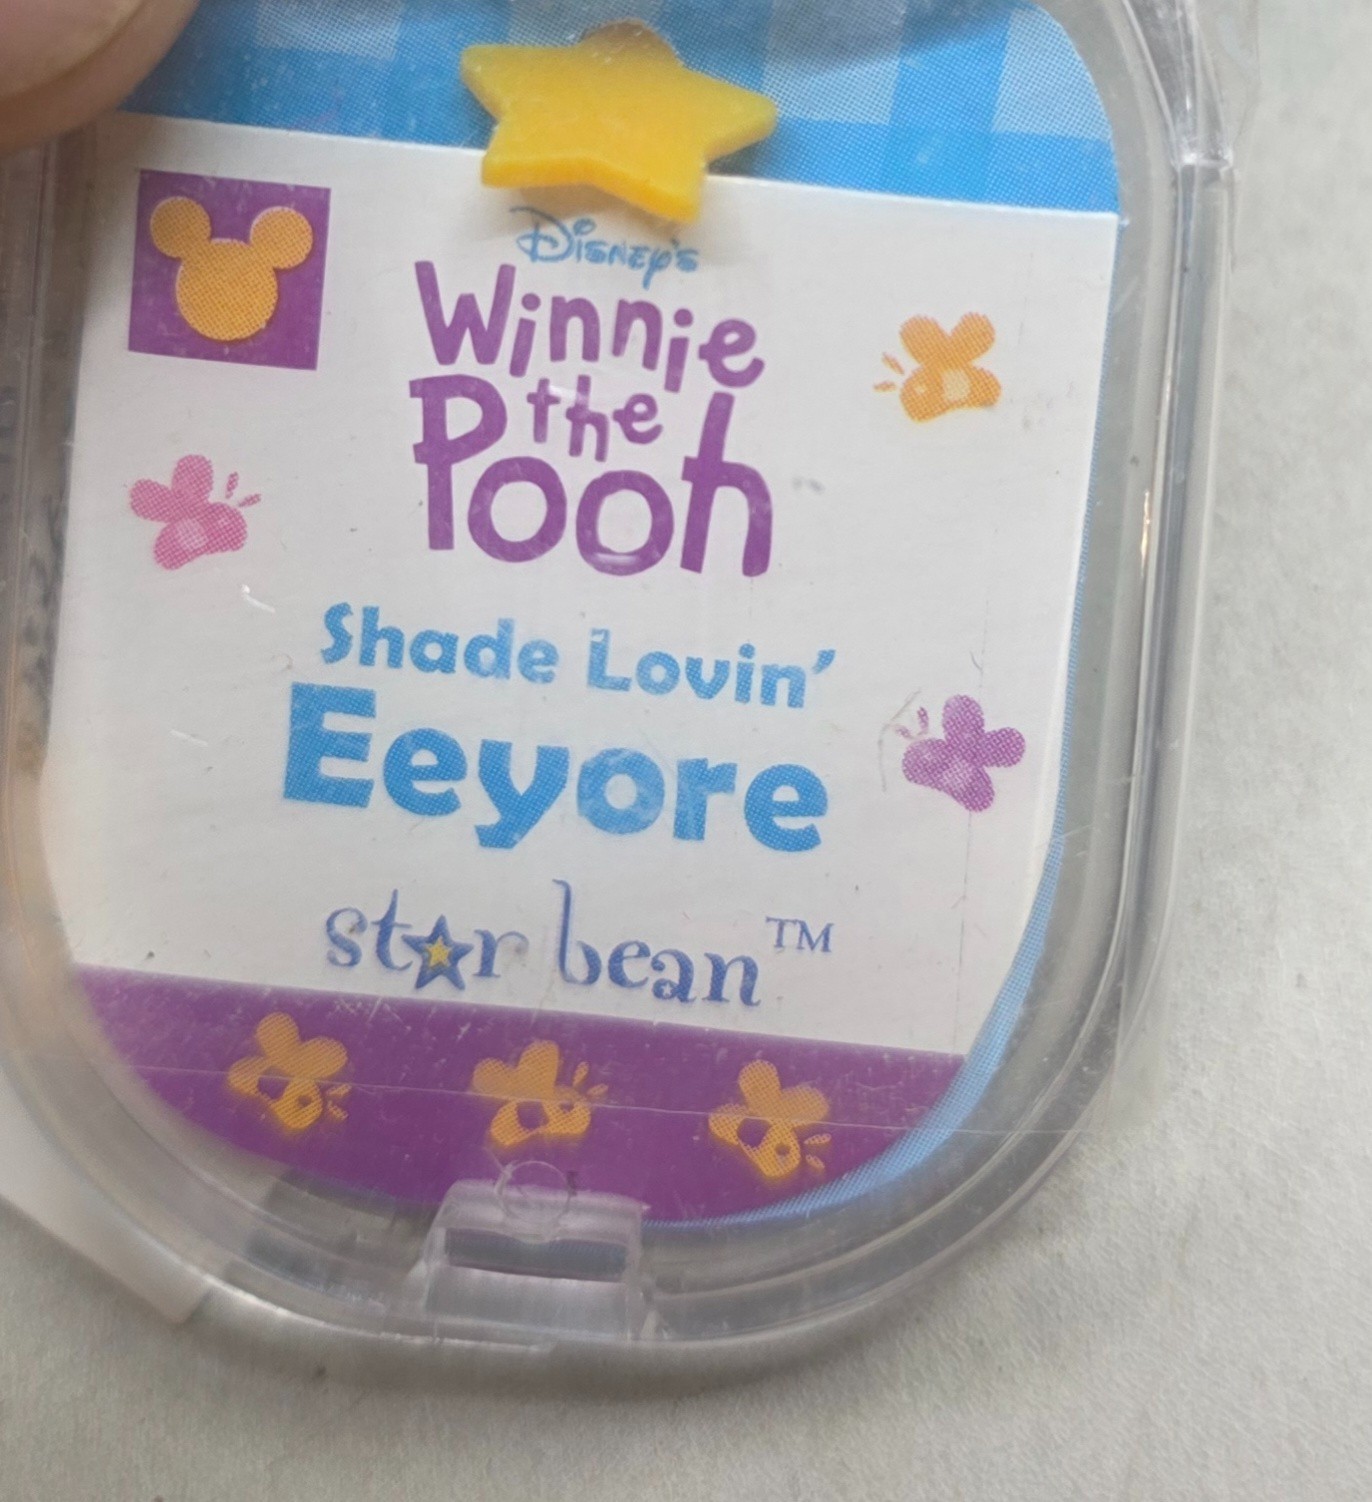 Disney's
Winnie
the
Pooh
Shade Lovin'
Eeyore
star bean™